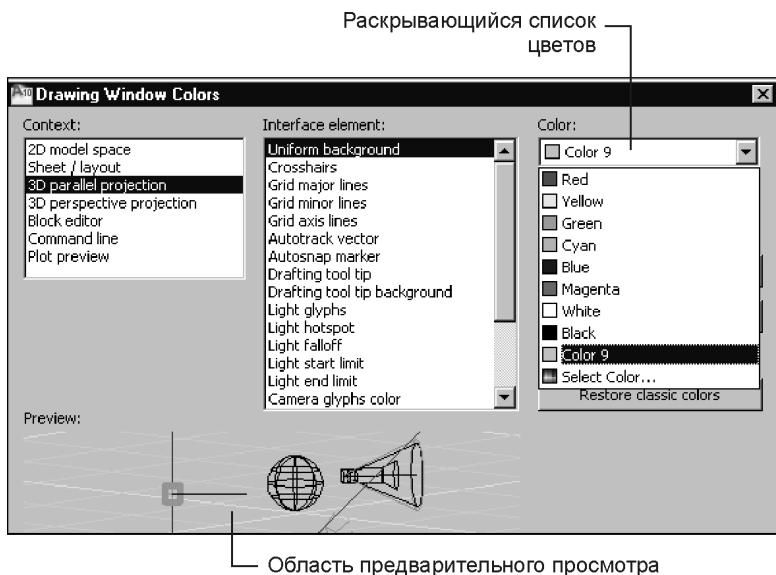 Раскрывающийся список
цветов
A10 Drawing Window Colors
Context:
2D model space
Sheet / layout
3D parallel projection
3D perspective projection
Block editor
Command line
Plot preview
Interface element:
Uniform background
Crosshairs
Grid major lines
Grid minor lines
Grid axis lines
Autotrack vector
Autosnap marker
Drafting tool tip
Drafting tool tip background
Light glyphs
Light hotspot
Light falloff
Light start limit
Light end limit
Camera glyphs color
Color:
Color 9
Red
Yellow
Green
Cyan
Blue
Magenta
White
Black
Color 9
Select Color...
Restore classic colors
Preview:
Область предварительного просмотра